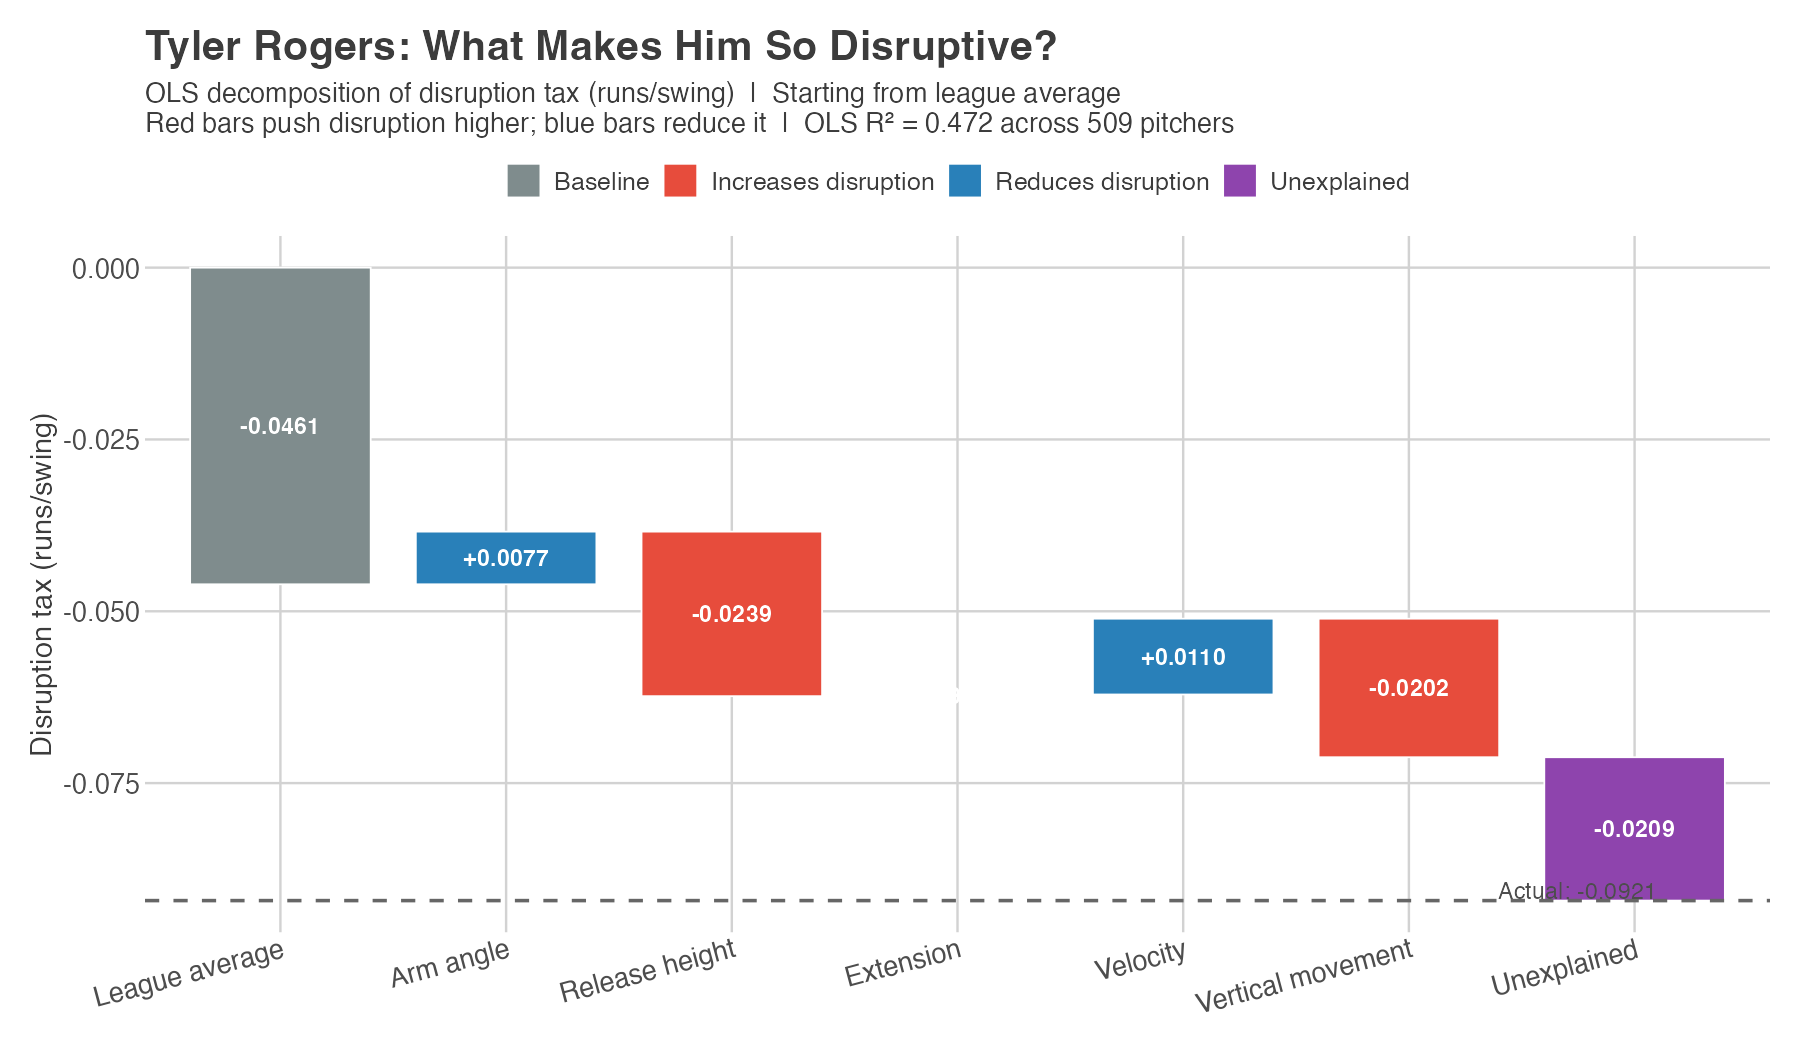 Tyler Rogers: What Makes Him So Disruptive?
OLS decomposition of disruption tax (runs/swing) | Starting from league average
Red bars push disruption higher; blue bars reduce it | OLS R² = 0.472 across 509 pitchers
Baseline
Increases disruption
Reduces disruption
Unexplained
Disruption tax (runs/swing)
0.000
-0.025
-0.050
-0.075
-0.0461
+0.0077
-0.0239
+0.0110
-0.0202
-0.0209
Actual: -0.0921
League average
Arm angle
Release height
Extension
Velocity
Vertical movement
Unexplained